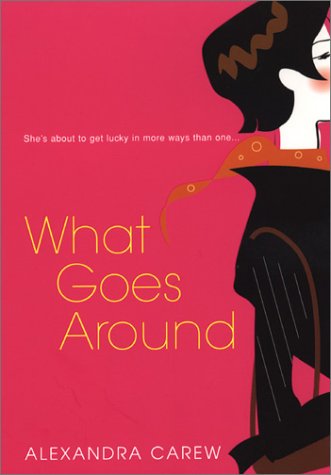 She's about to get lucky in more ways than one...
What
Goes
Around
ALEXANDRA CAREW